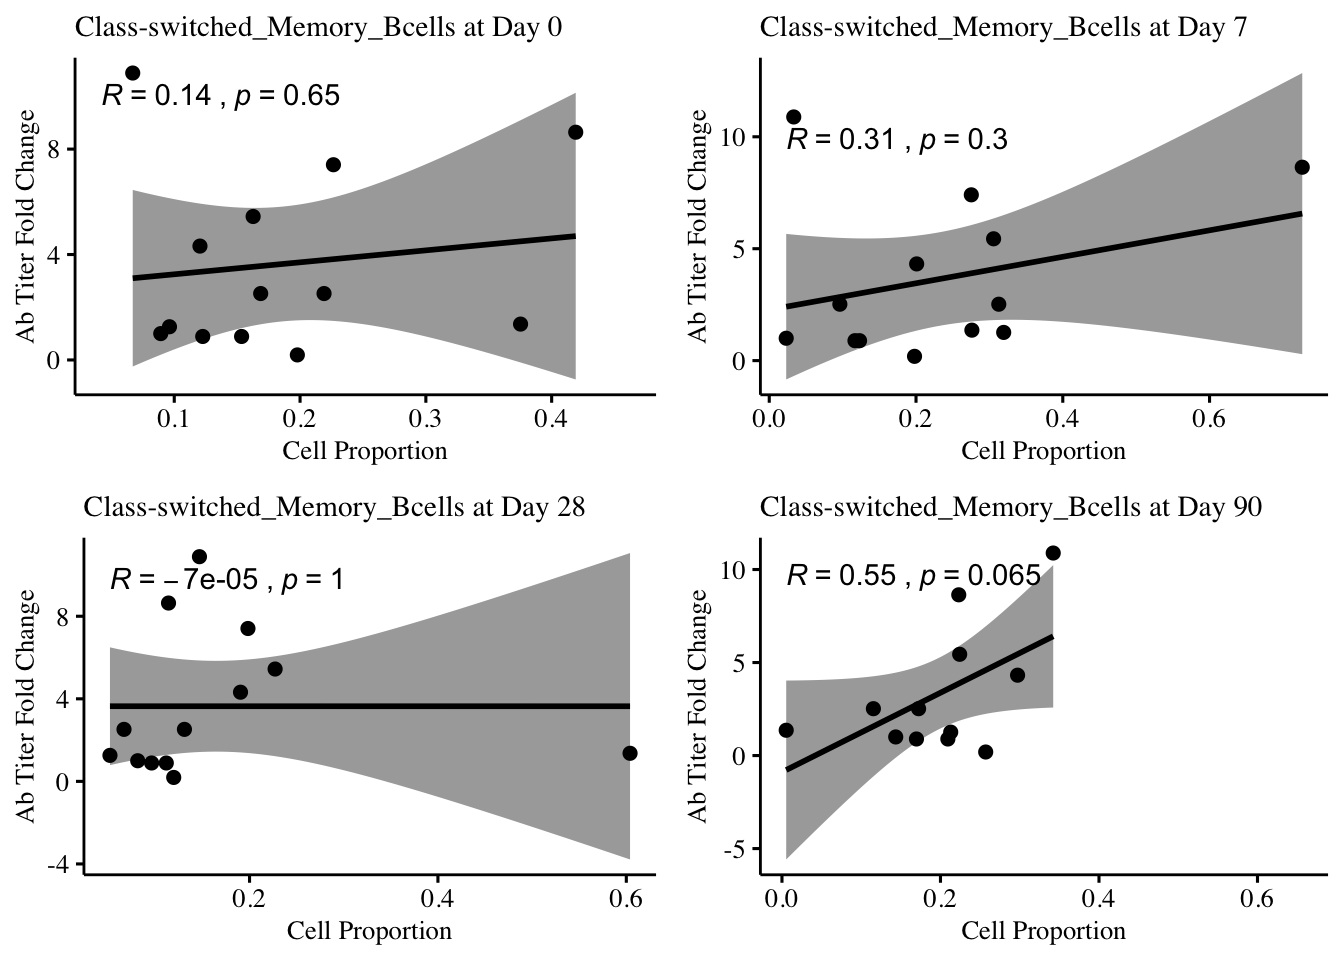 Class-switched_Memory_Bcells at Day 0
R = 0.14 , p = 0.65
Ab Titer Fold Change
8
4
0
0.1 0.2 0.3 0.4
Cell Proportion
Class-switched_Memory_Bcells at Day 7
R = 0.31 , p = 0.3
Ab Titer Fold Change
10
5
0
0.0 0.2 0.4 0.6
Cell Proportion
Class-switched_Memory_Bcells at Day 28
R = −7e-05 , p = 1
Ab Titer Fold Change
8
4
0
-4
0.2 0.4 0.6
Cell Proportion
Class-switched_Memory_Bcells at Day 90
R = 0.55 , p = 0.065
Ab Titer Fold Change
10
5
0
-5
0.0 0.2 0.4 0.6
Cell Proportion